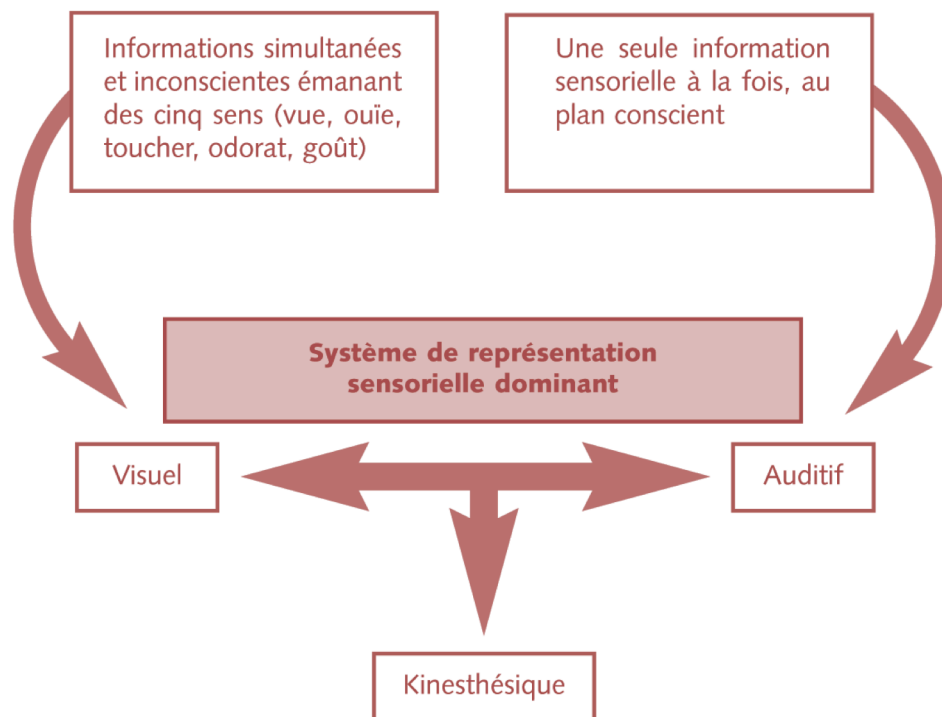 Informations simultanées
et inconscientes émanant
des cinq sens (vue, ouïe,
toucher, odorat, goût)
Une seule information
sensorielle à la fois, au
plan conscient
Système de représentation
sensorielle dominant
Visuel
Auditif
Kinesthésique